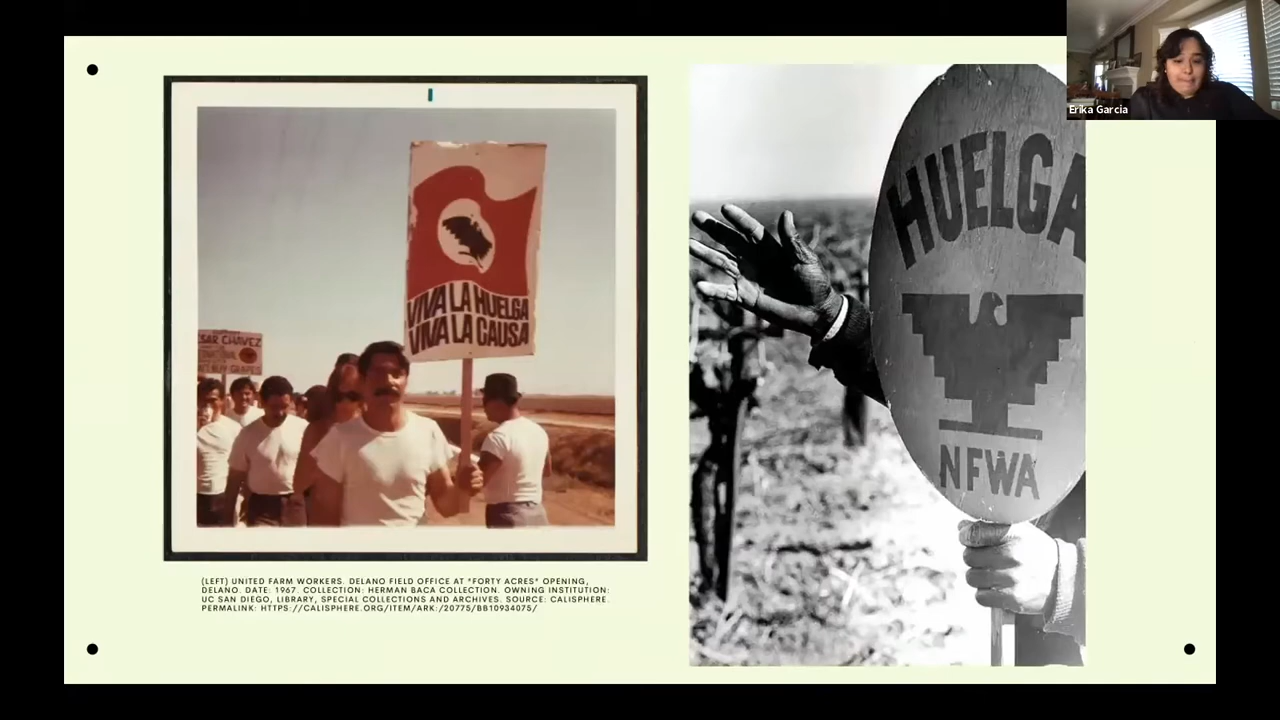 Erika Garcia
SAR CHAVEZ
VIVA LA HUELGA
VIVA LA CAUSA
HUELGA
NFWA
(LEFT) UNITED FARM WORKERS. DELANO FIELD OFFICE AT "FORTY ACRES" OPENING,
DELANO. DATE: 1967. COLLECTION: HERMAN BACA COLLECTION. OWNING INSTITUTION:
UC SAN DIEGO, LIBRARY, SPECIAL COLLECTIONS AND ARCHIVES. SOURCE: CALISPHERE.
PERMALINK: HTTPS://CALISPHERE.ORG/ITEM/ARK:/20775/BB10934075/